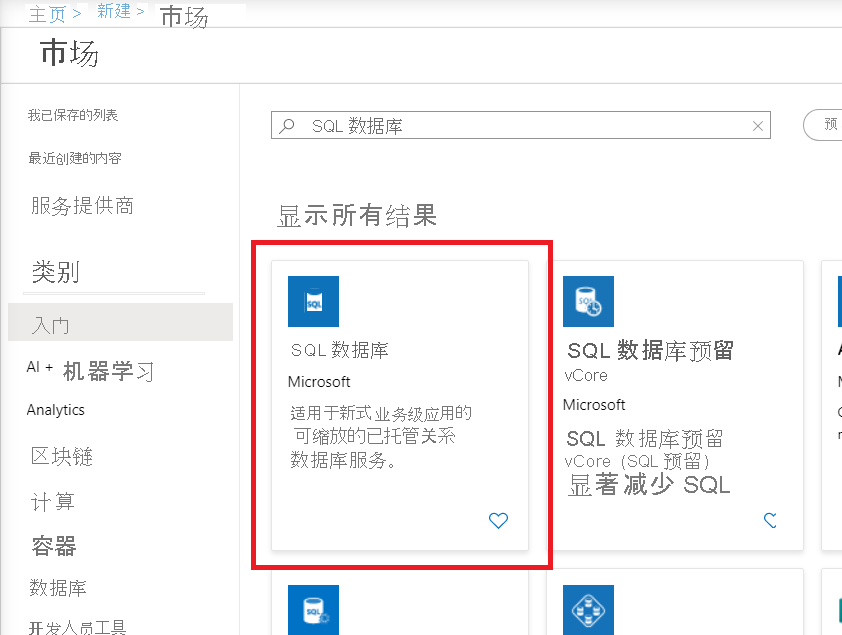 主页 > 新建 > 市场
市场
我已保存的列表
最近创建的内容
服务提供商
类别
入门
AI + 机器学习
Analytics
区块链
计算
容器
数据库
开发人员工具
SQL 数据库
预
显示所有结果
SQL
SQL 数据库
Microsoft
适用于新式业务级应用的
可缩放的已托管关系
数据库服务。
SQL
SQL 数据库预留
vCore
Microsoft
SQL 数据库预留
vCore (SQL 预留)
显著减少 SQL
SQL